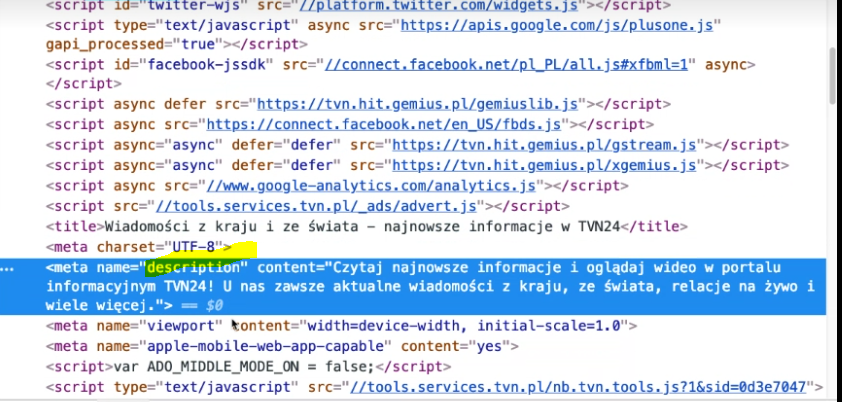 <script id="twitter-wjs" src="//platform.twitter.com/widgets.js"></script>
<script type="text/javascript" async src="https://apis.google.com/js/plusone.js"
gapi_processed="true"></script>
<script id="facebook-jssdk" src="//connect.facebook.net/pl_PL/all.js#xfbml=1" async>
</script>
<script async defer src="https://tvn.hit.gemius.pl/gemiuslib.js"></script>
<script async src="https://connect.facebook.net/en_US/fbds.js"></script>
<script async="async" defer="defer" src="https://tvn.hit.gemius.pl/gstream.js"></script>
<script async="async" defer="defer" src="https://tvn.hit.gemius.pl/xgemius.js"></script>
<script async src="//www.google-analytics.com/analytics.js"></script>
<script src="//tools.services.tvn.pl/_ads/advert.js"></script>
<title>Wiadomości z kraju i ze świata – najnowsze informacje w TVN24</title>
<meta charset="UTF-8">
... <meta name="description" content="Czytaj najnowsze informacje i oglądaj wideo w portalu
informacyjnym TVN24! U nas zawsze aktualne wiadomości z kraju, ze świata, relacje na żywo i
wiele więcej."> == $0
<meta name="viewport" content="width=device-width, initial-scale=1.0">
<meta name="apple-mobile-web-app-capable" content="yes">
<script>var ADO_MIDDLE_MODE_ON = false;</script>
<script type="text/javascript" src="//tools.services.tvn.pl/nb.tvn.tools.js?1&sid=0d3e7047">